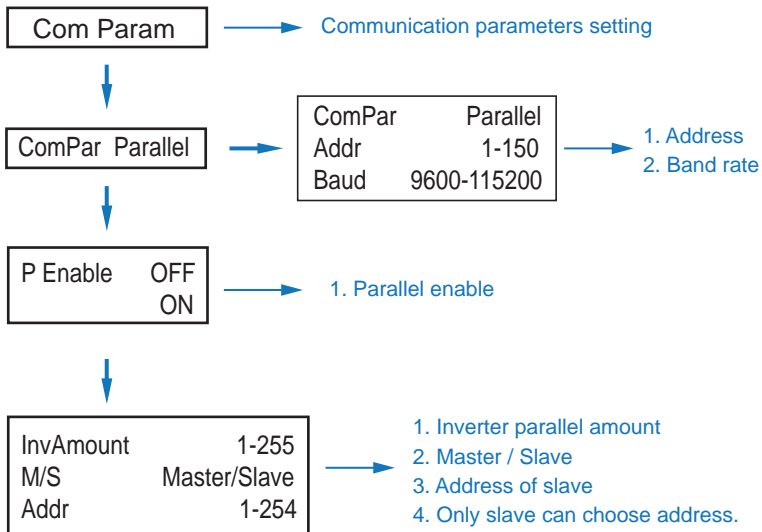 Com Param
Communication parameters setting
ComPar Parallel
ComPar Parallel
Addr 1-150
Baud 9600-115200
1. Address
2. Band rate
P Enable OFF
ON
1. Parallel enable
InvAmount 1-255
M/S Master/Slave
Addr 1-254
1. Inverter parallel amount
2. Master / Slave
3. Address of slave
4. Only slave can choose address.